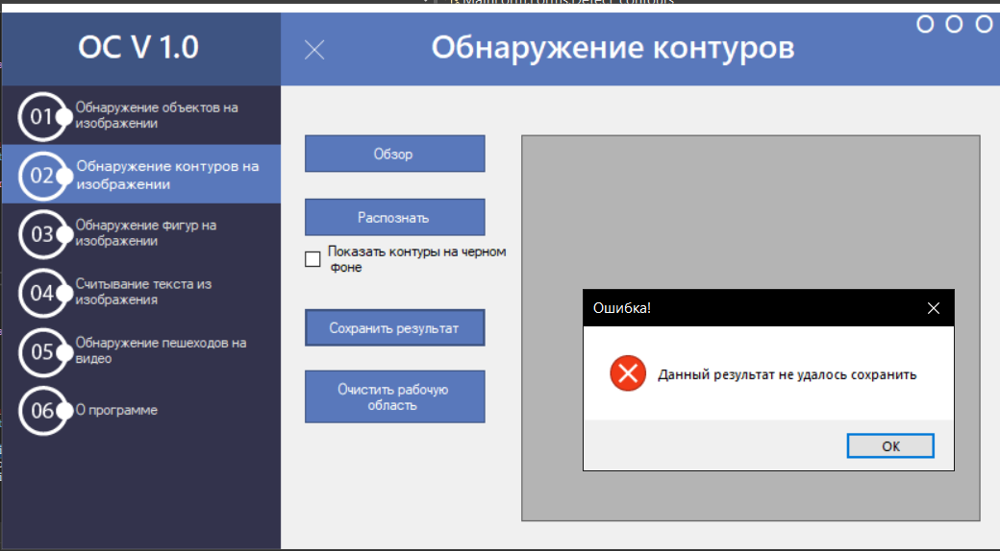 OC V 1.0
Обнаружение контуров
01
Обнаружение объектов на
изображении
02
Обнаружение контуров на
изображении
03
Обнаружение фигур на
изображении
04
Считывание текста из
изображения
05
Обнаружение пешеходов на
видео
06
О программе
Обзор
Распознать
Показать контуры на черном
фоне
Сохранить результат
Очистить рабочую
область
Ошибка!
Данный результат не удалось сохранить
OK